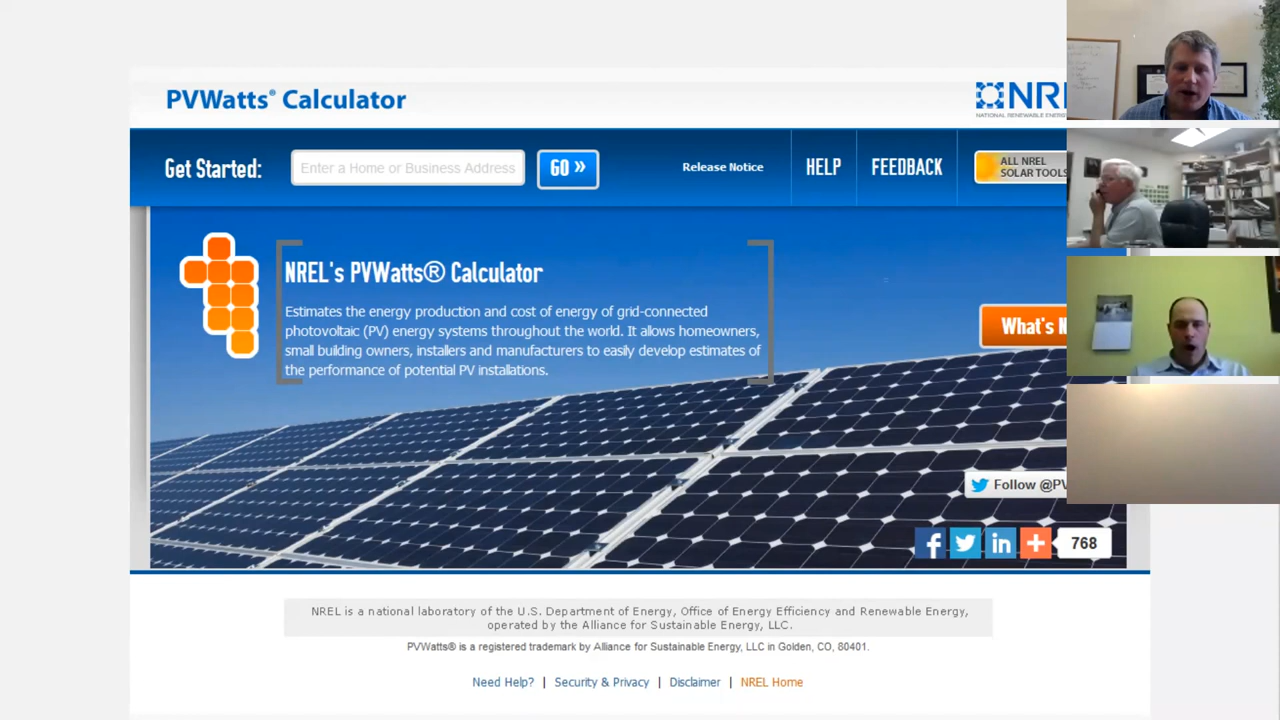 PVWatts® Calculator
NRE
NATIONAL RENEWABLE ENERG
Get Started:
Enter a Home or Business Address
GO »
Release Notice
HELP
FEEDBACK
ALL NREL
SOLAR TOOLS
NREL's PVWatts® Calculator
Estimates the energy production and cost of energy of grid-connected
photovoltaic (PV) energy systems throughout the world. It allows homeowners,
small building owners, installers and manufacturers to easily develop estimates of
the performance of potential PV installations.
What's N
Follow @PV
768
NREL is a national laboratory of the U.S. Department of Energy, Office of Energy Efficiency and Renewable Energy,
operated by the Alliance for Sustainable Energy, LLC.
PVWatts® is a registered trademark by Alliance for Sustainable Energy, LLC in Golden, CO, 80401.
Need Help? | Security & Privacy | Disclaimer | NREL Home